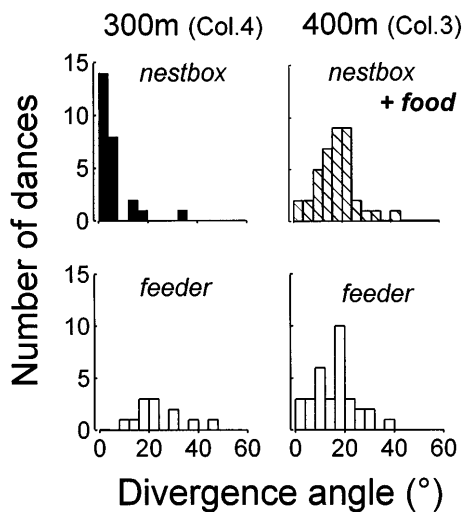 300m (Col.4) 400m (Col.3)
nestbox nestbox
+ food
15
10
5
0
Number of dances
feeder feeder
15
10
5
0
0 20 40 60 0 20 40 60
Divergence angle (°)